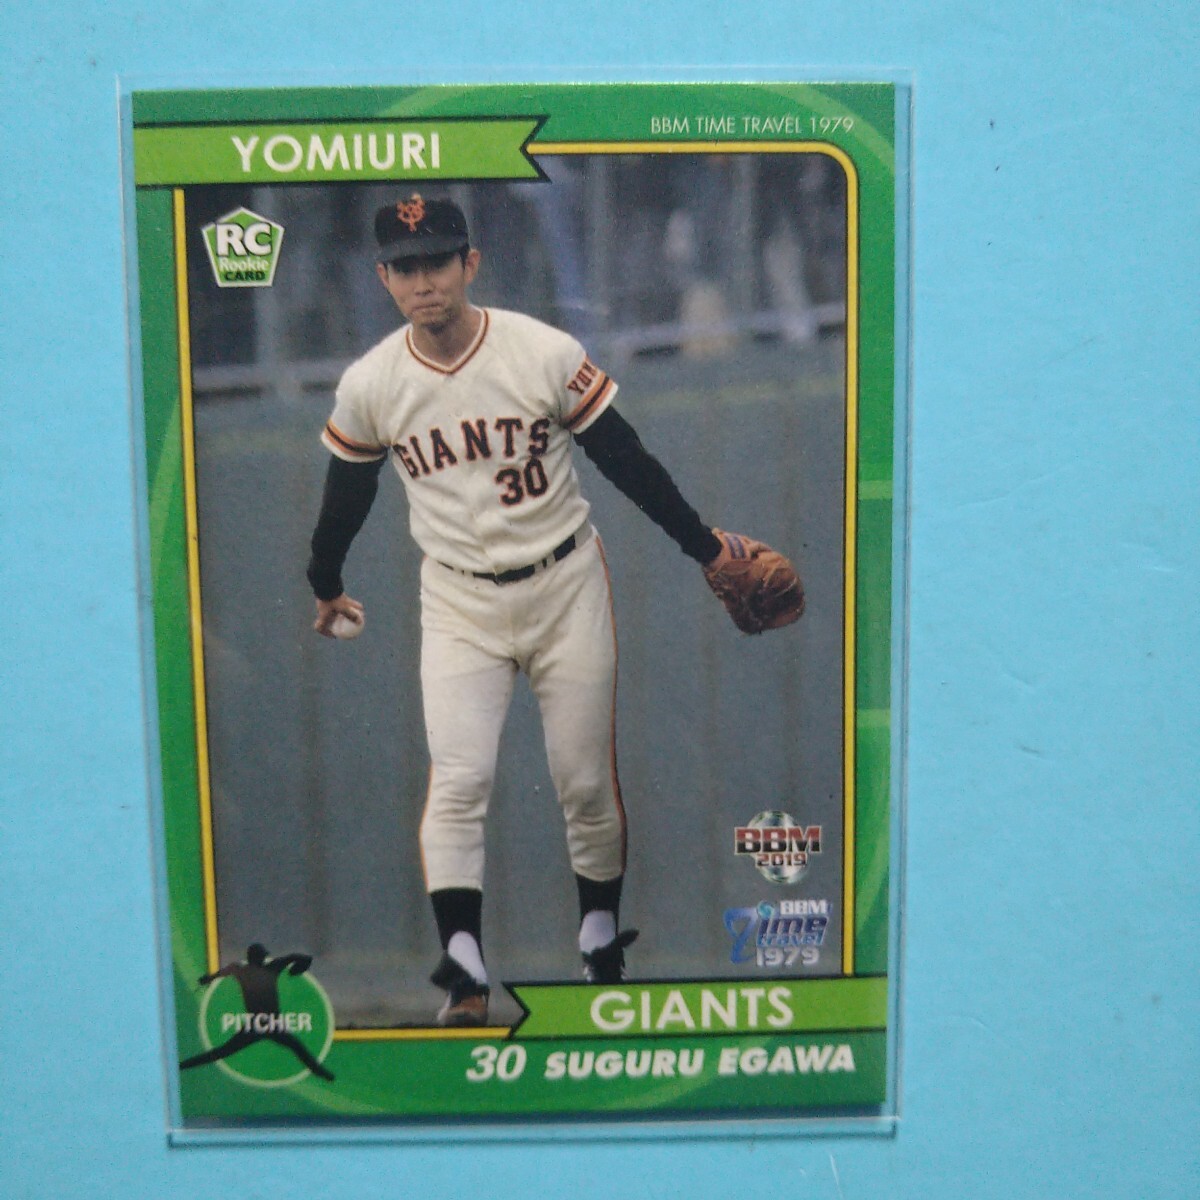 BBM TIME TRAVEL 1979
YOMIURI
RC
Rookie
CARD
GIANTS
30
BBM
2019
BBM
Time
travel
1979
GIANTS
PITCHER
30 SUGURU EGAWA